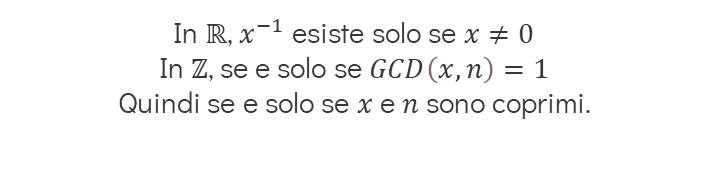 In ℝ, x⁻¹ esiste solo se x ≠ 0
In ℤ, se e solo se GCD(x, n) = 1
Quindi se e solo se x e n sono coprimi.